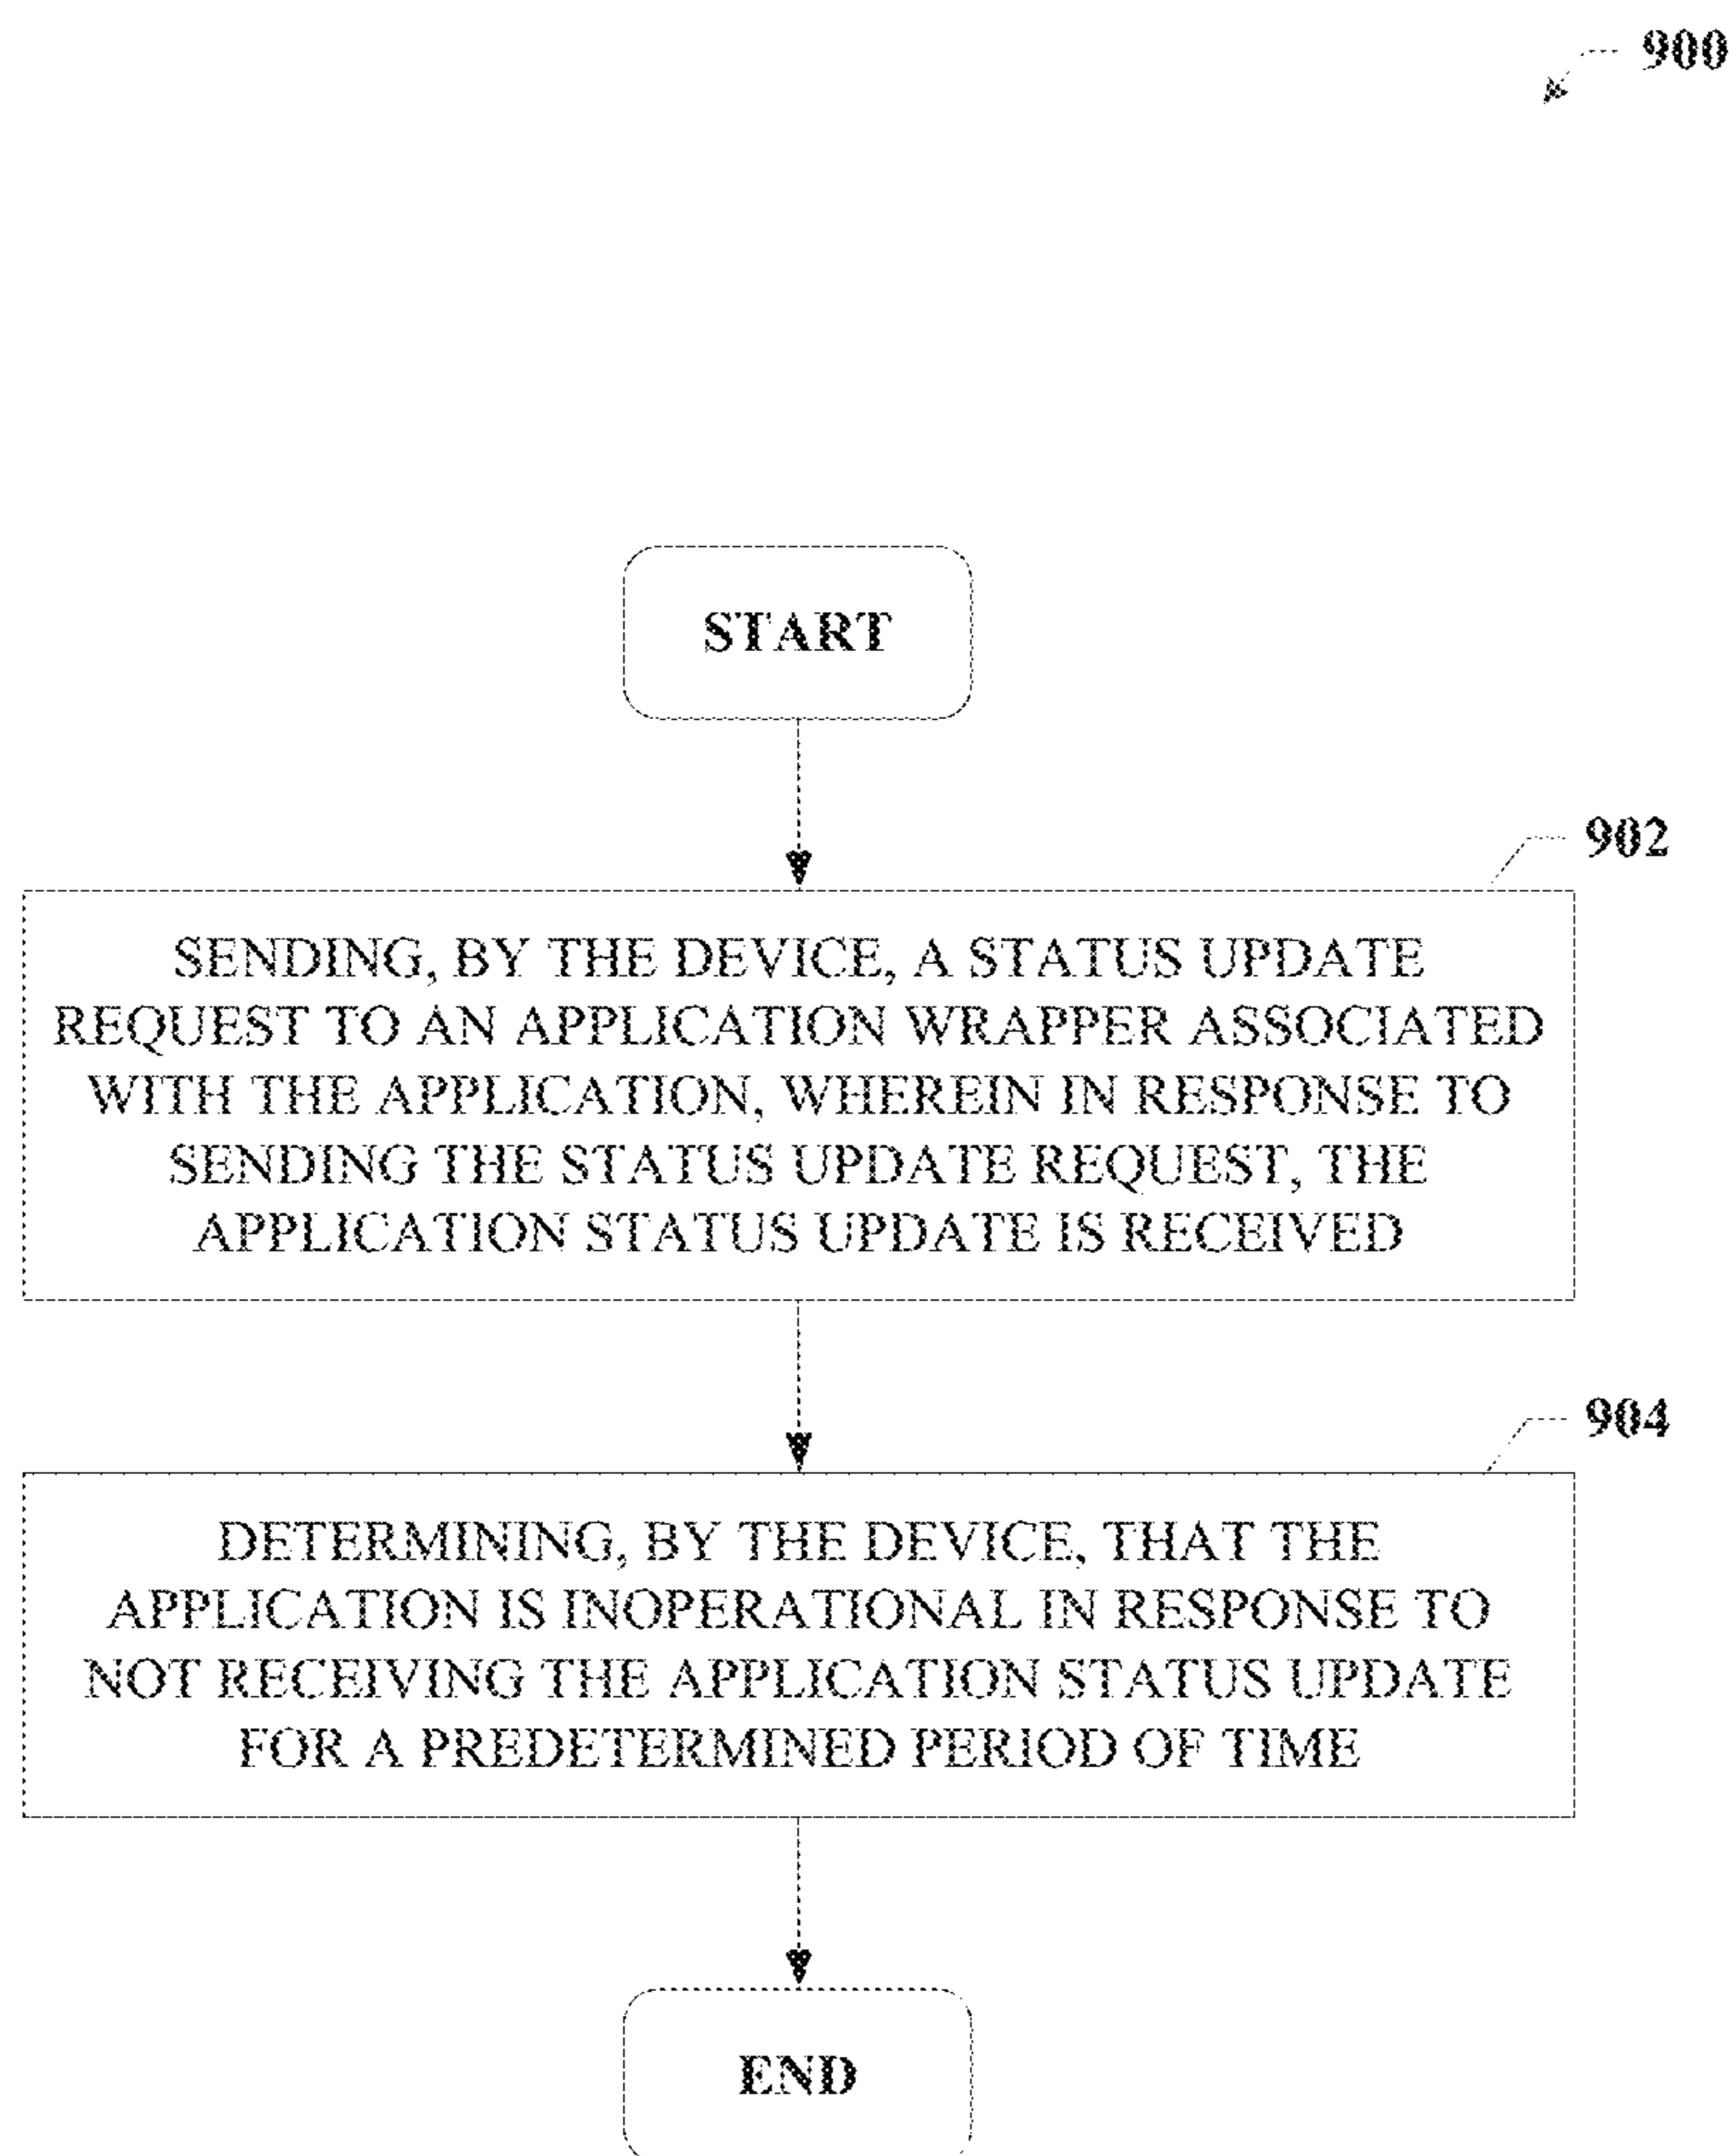 900
START
902
SENDING, BY THE DEVICE, A STATUS UPDATE
REQUEST TO AN APPLICATION WRAPPER ASSOCIATED
WITH THE APPLICATION, WHEREIN IN RESPONSE TO
SENDING THE STATUS UPDATE REQUEST, THE
APPLICATION STATUS UPDATE IS RECEIVED
904
DETERMINING, BY THE DEVICE, THAT THE
APPLICATION IS INOPERATIONAL IN RESPONSE TO
NOT RECEIVING THE APPLICATION STATUS UPDATE
FOR A PREDETERMINED PERIOD OF TIME
END